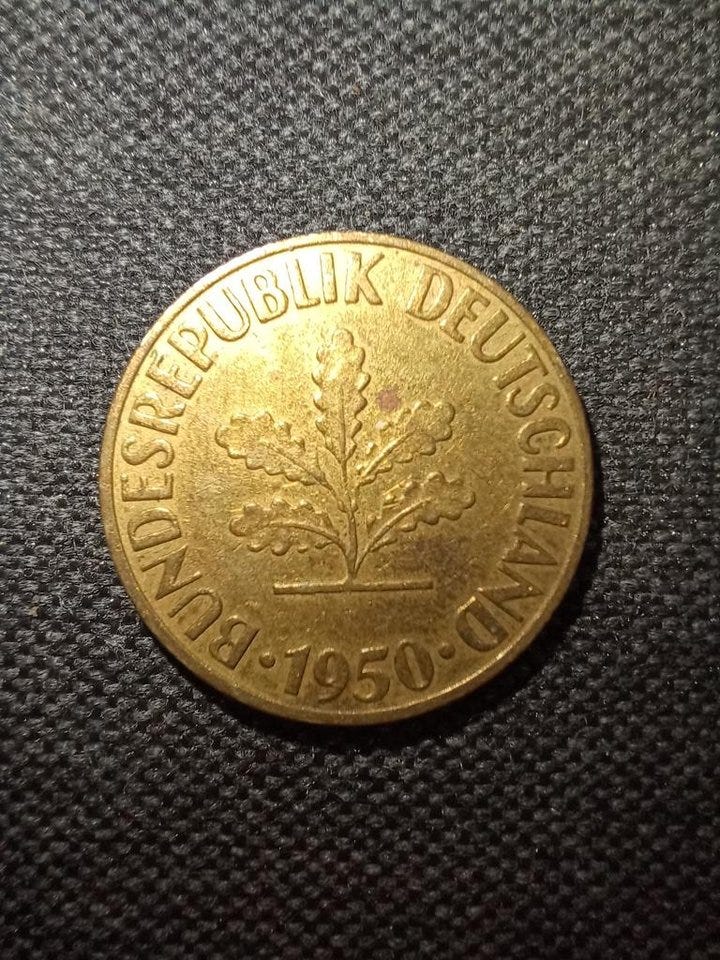 BUNDESREPUBLIK DEUTSCHLAND
· 1950 ·